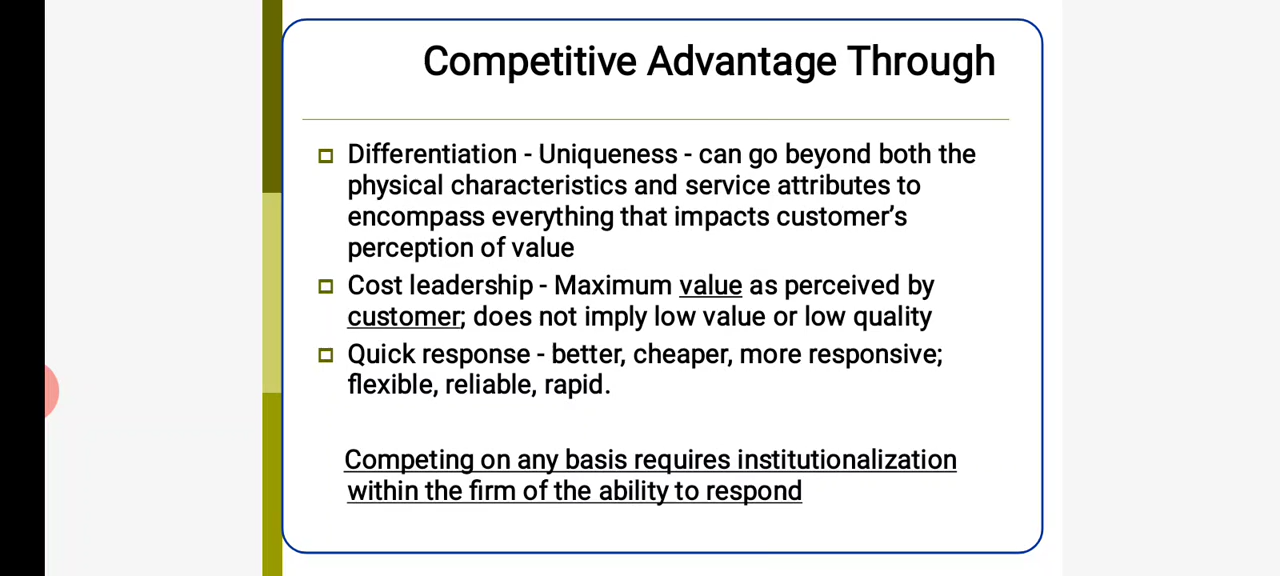 Competitive Advantage Through
Differentiation - Uniqueness - can go beyond both the
physical characteristics and service attributes to
encompass everything that impacts customer’s
perception of value
Cost leadership - Maximum value as perceived by
customer; does not imply low value or low quality
Quick response - better, cheaper, more responsive;
flexible, reliable, rapid.
Competing on any basis requires institutionalization
within the firm of the ability to respond